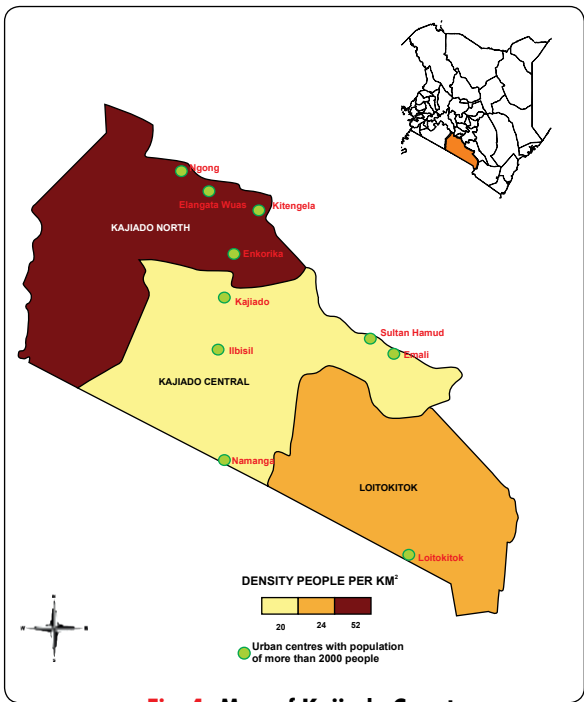 Ngong
Elangata Wuas
Kitengela
KAJIADO NORTH
Enkorika
Kajiado
Sultan Hamud
Ilbisil
Emali
KAJIADO CENTRAL
Namanga
LOITOKITOK
Loitokitok
DENSITY PEOPLE PER KM²
20 24 52
Urban centres with population
of more than 2000 people
N
W E
S